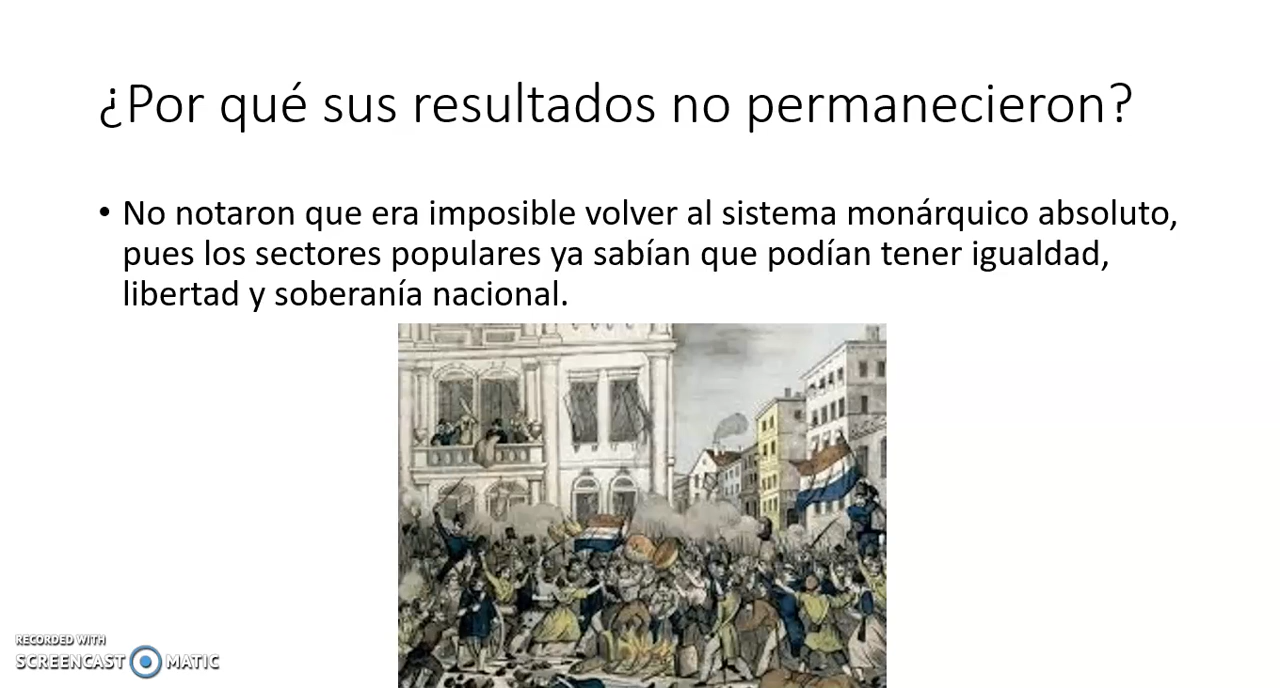 ¿Por qué sus resultados no permanecieron?
• No notaron que era imposible volver al sistema monárquico absoluto,
pues los sectores populares ya sabían que podían tener igualdad,
libertad y soberanía nacional.
RECORDED WITH
SCREENCAST MATIC